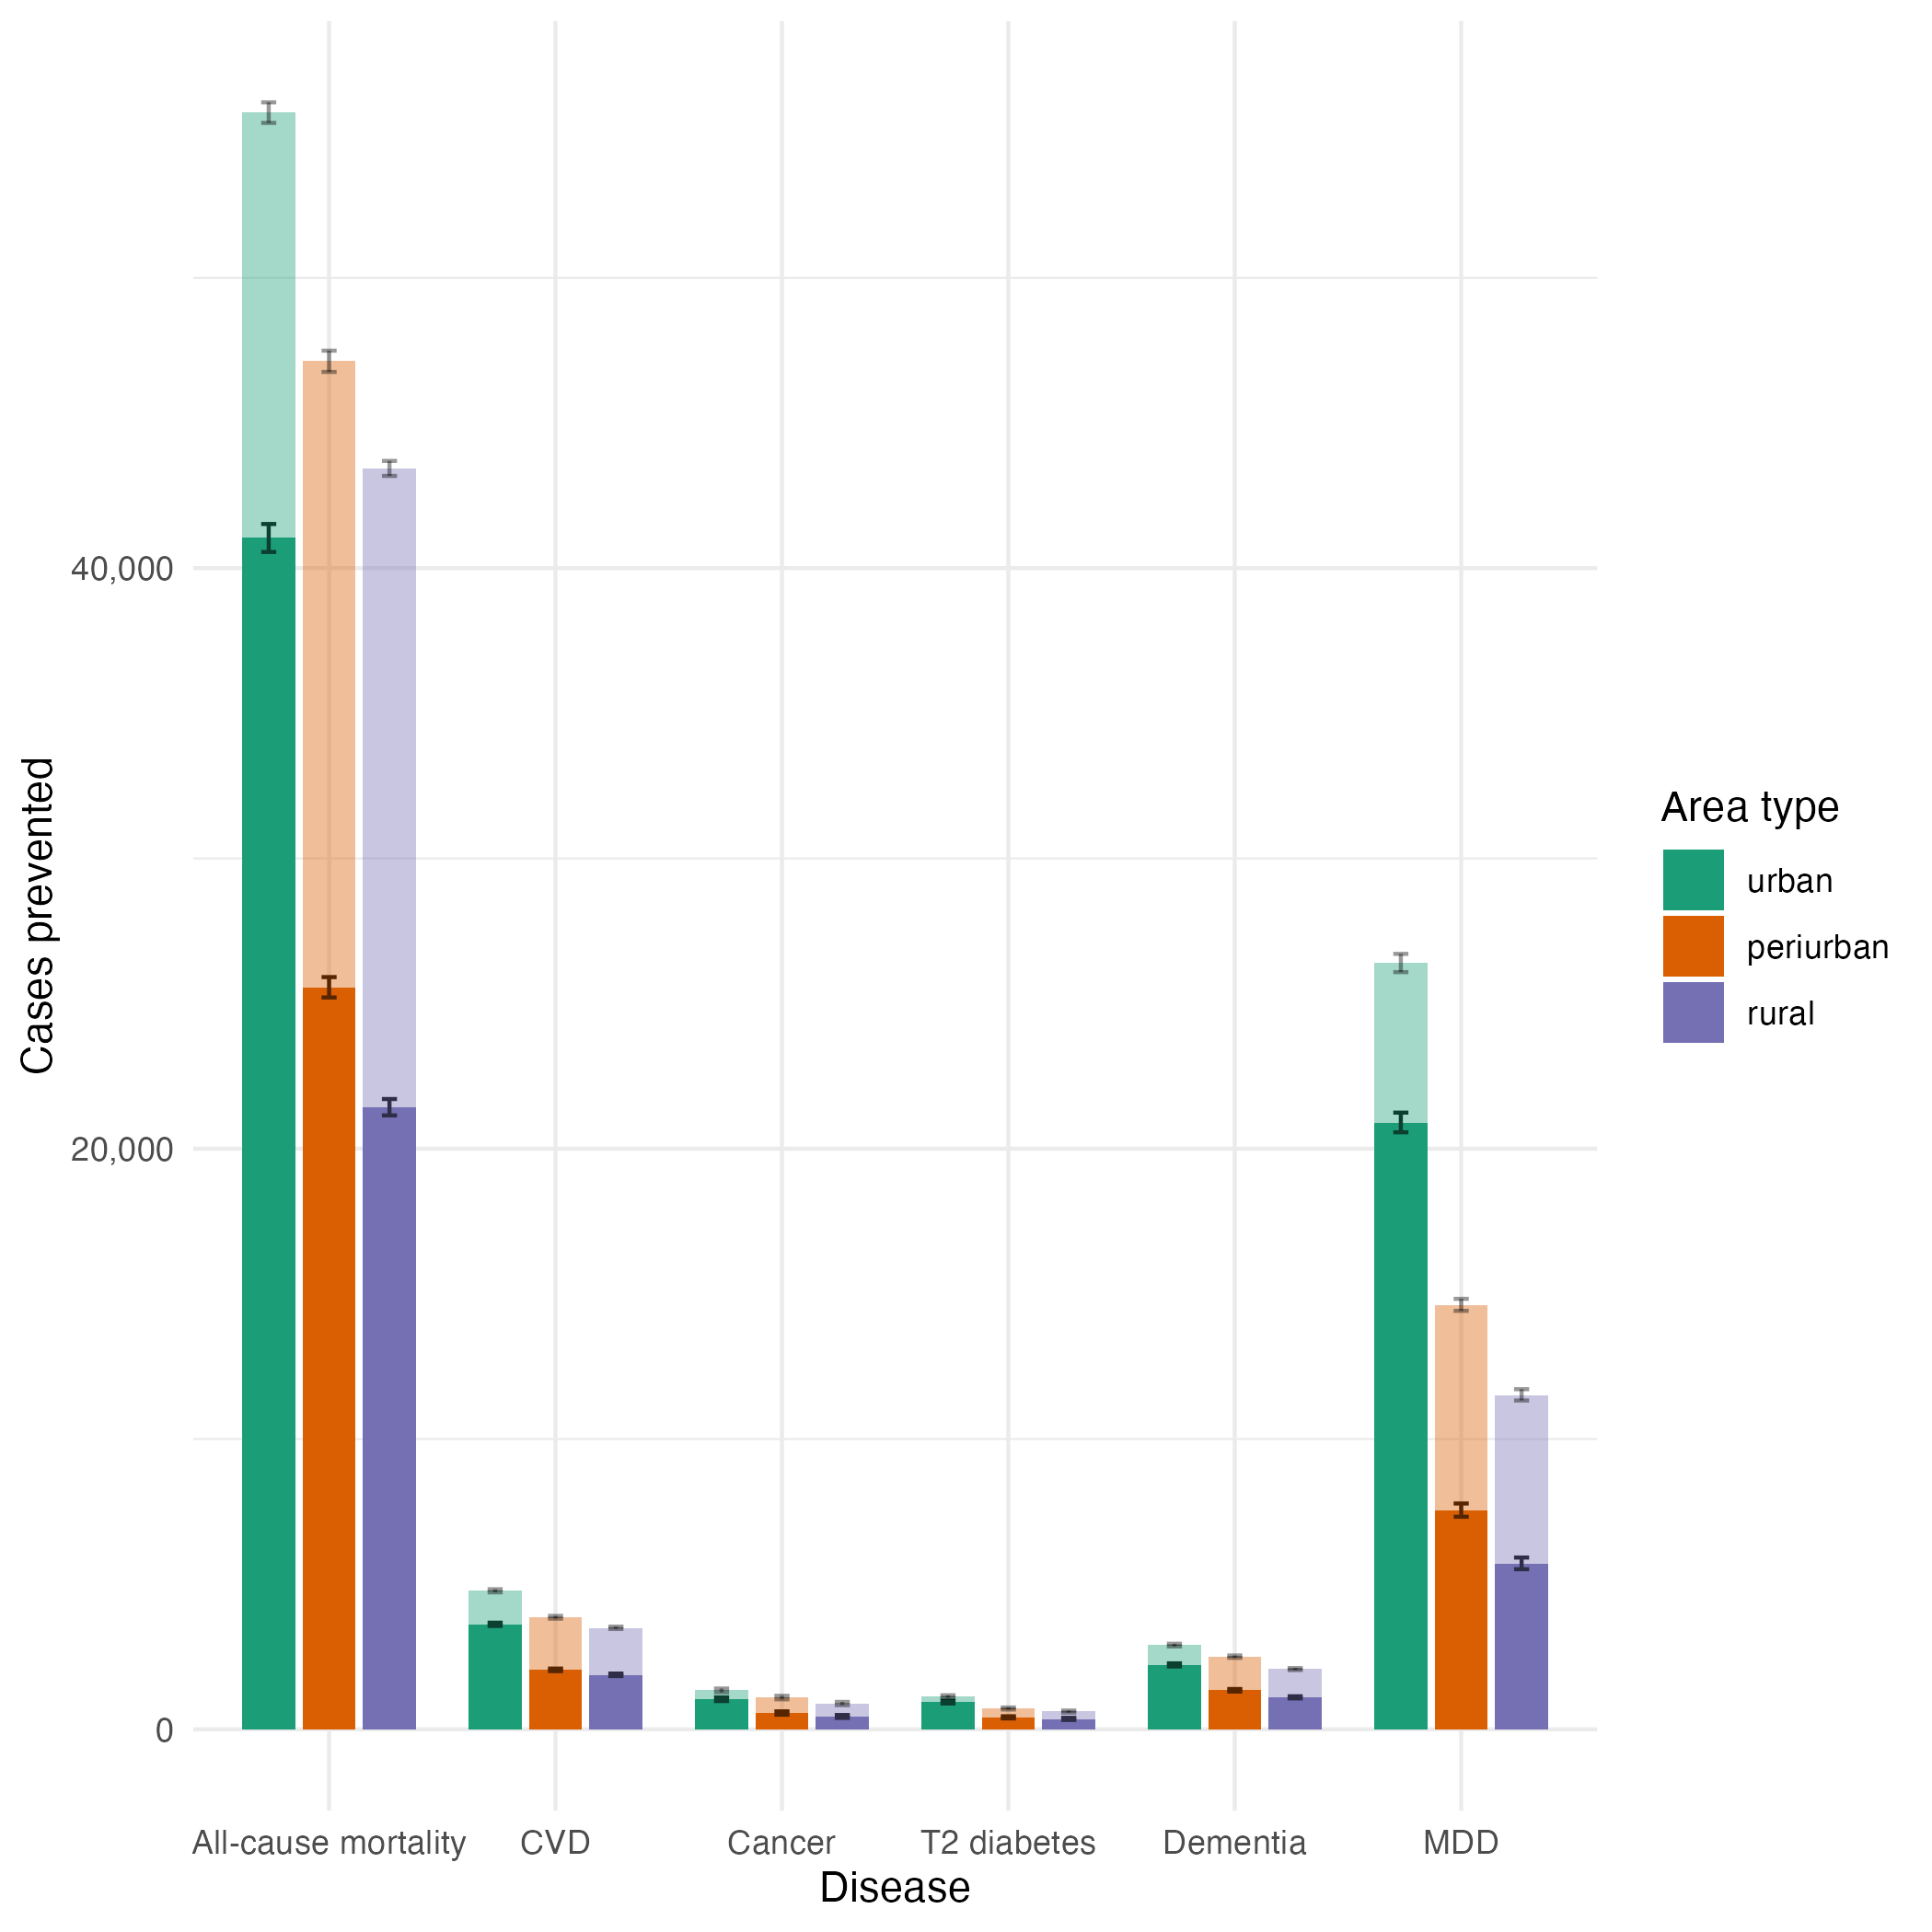 Cases prevented
40,000
20,000
0
All-cause mortality
CVD
Cancer
T2 diabetes
Dementia
MDD
Disease
Area type
urban
periurban
rural